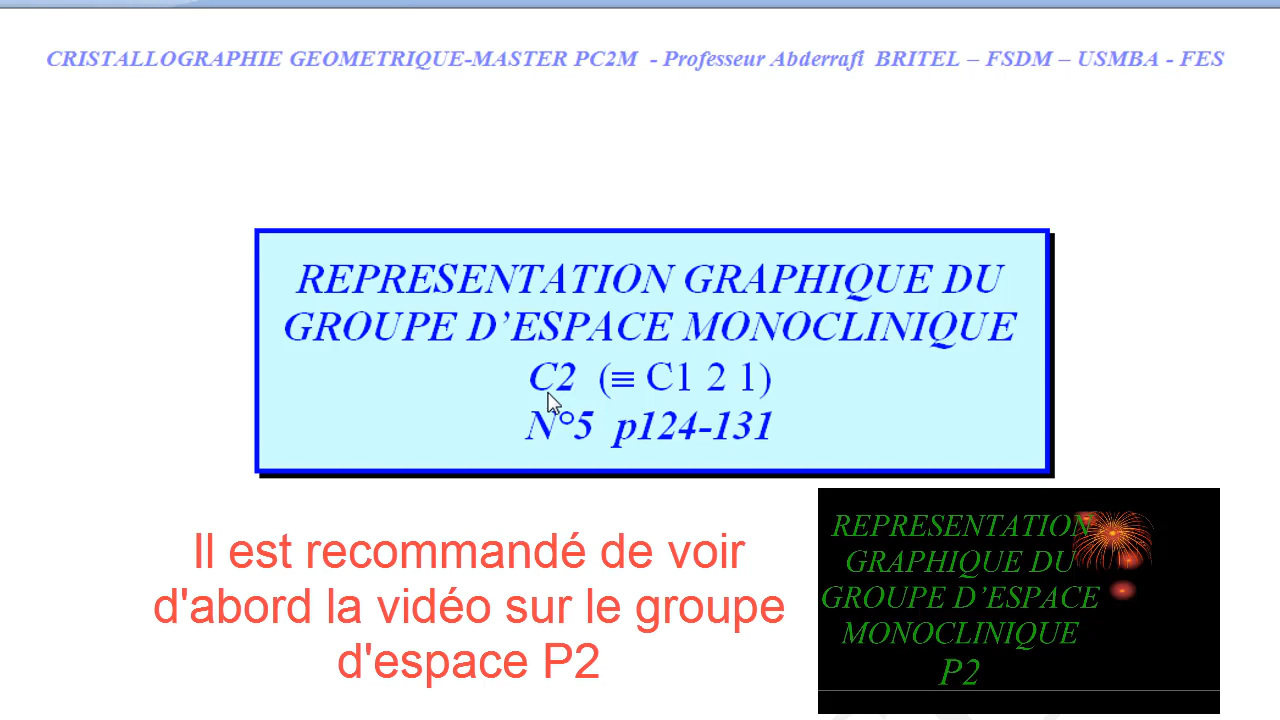 CRISTALLOGRAPHIE GEOMETRIQUE-MASTER PC2M - Professeur Abderrafi BRITEL – FSDM – USMBA - FES
REPRESENTATION GRAPHIQUE DU
GROUPE D’ESPACE MONOCLINIQUE
C2 (≡ C1 2 1)
N°5 p124-131
Il est recommandé de voir
d'abord la vidéo sur le groupe
d'espace P2
REPRESENTATION
GRAPHIQUE DU
GROUPE D’ESPACE
MONOCLINIQUE
P2